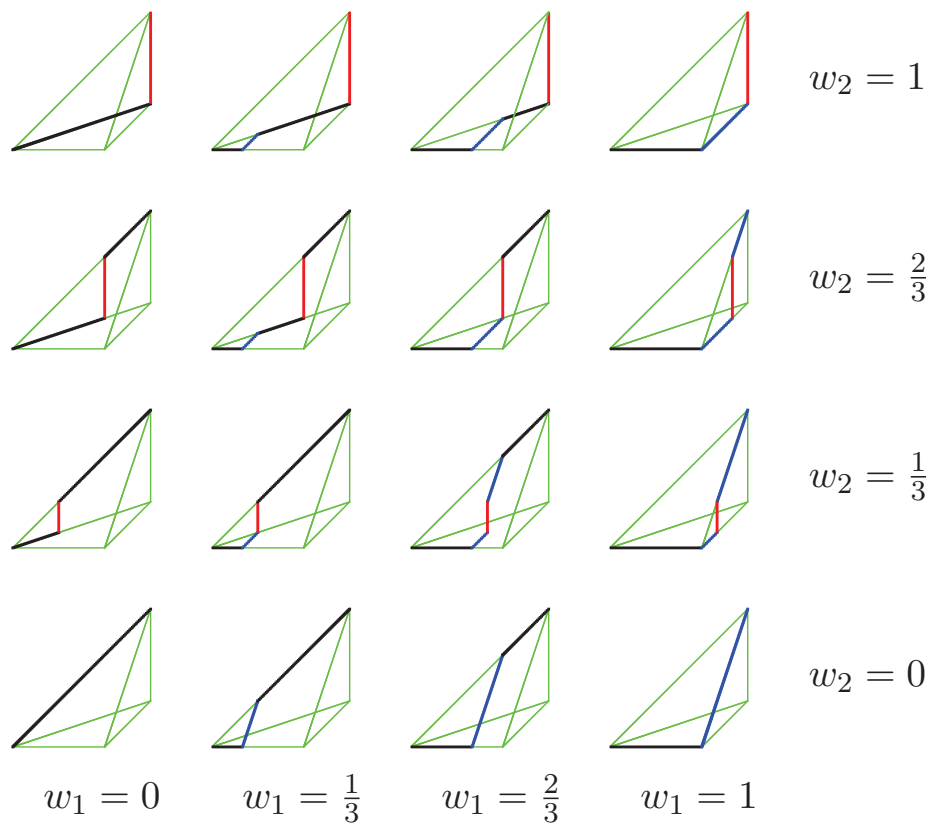 w₂ = 1
w₂ = 2/3
w₂ = 1/3
w₂ = 0
w₁ = 0 w₁ = 1/3 w₁ = 2/3 w₁ = 1